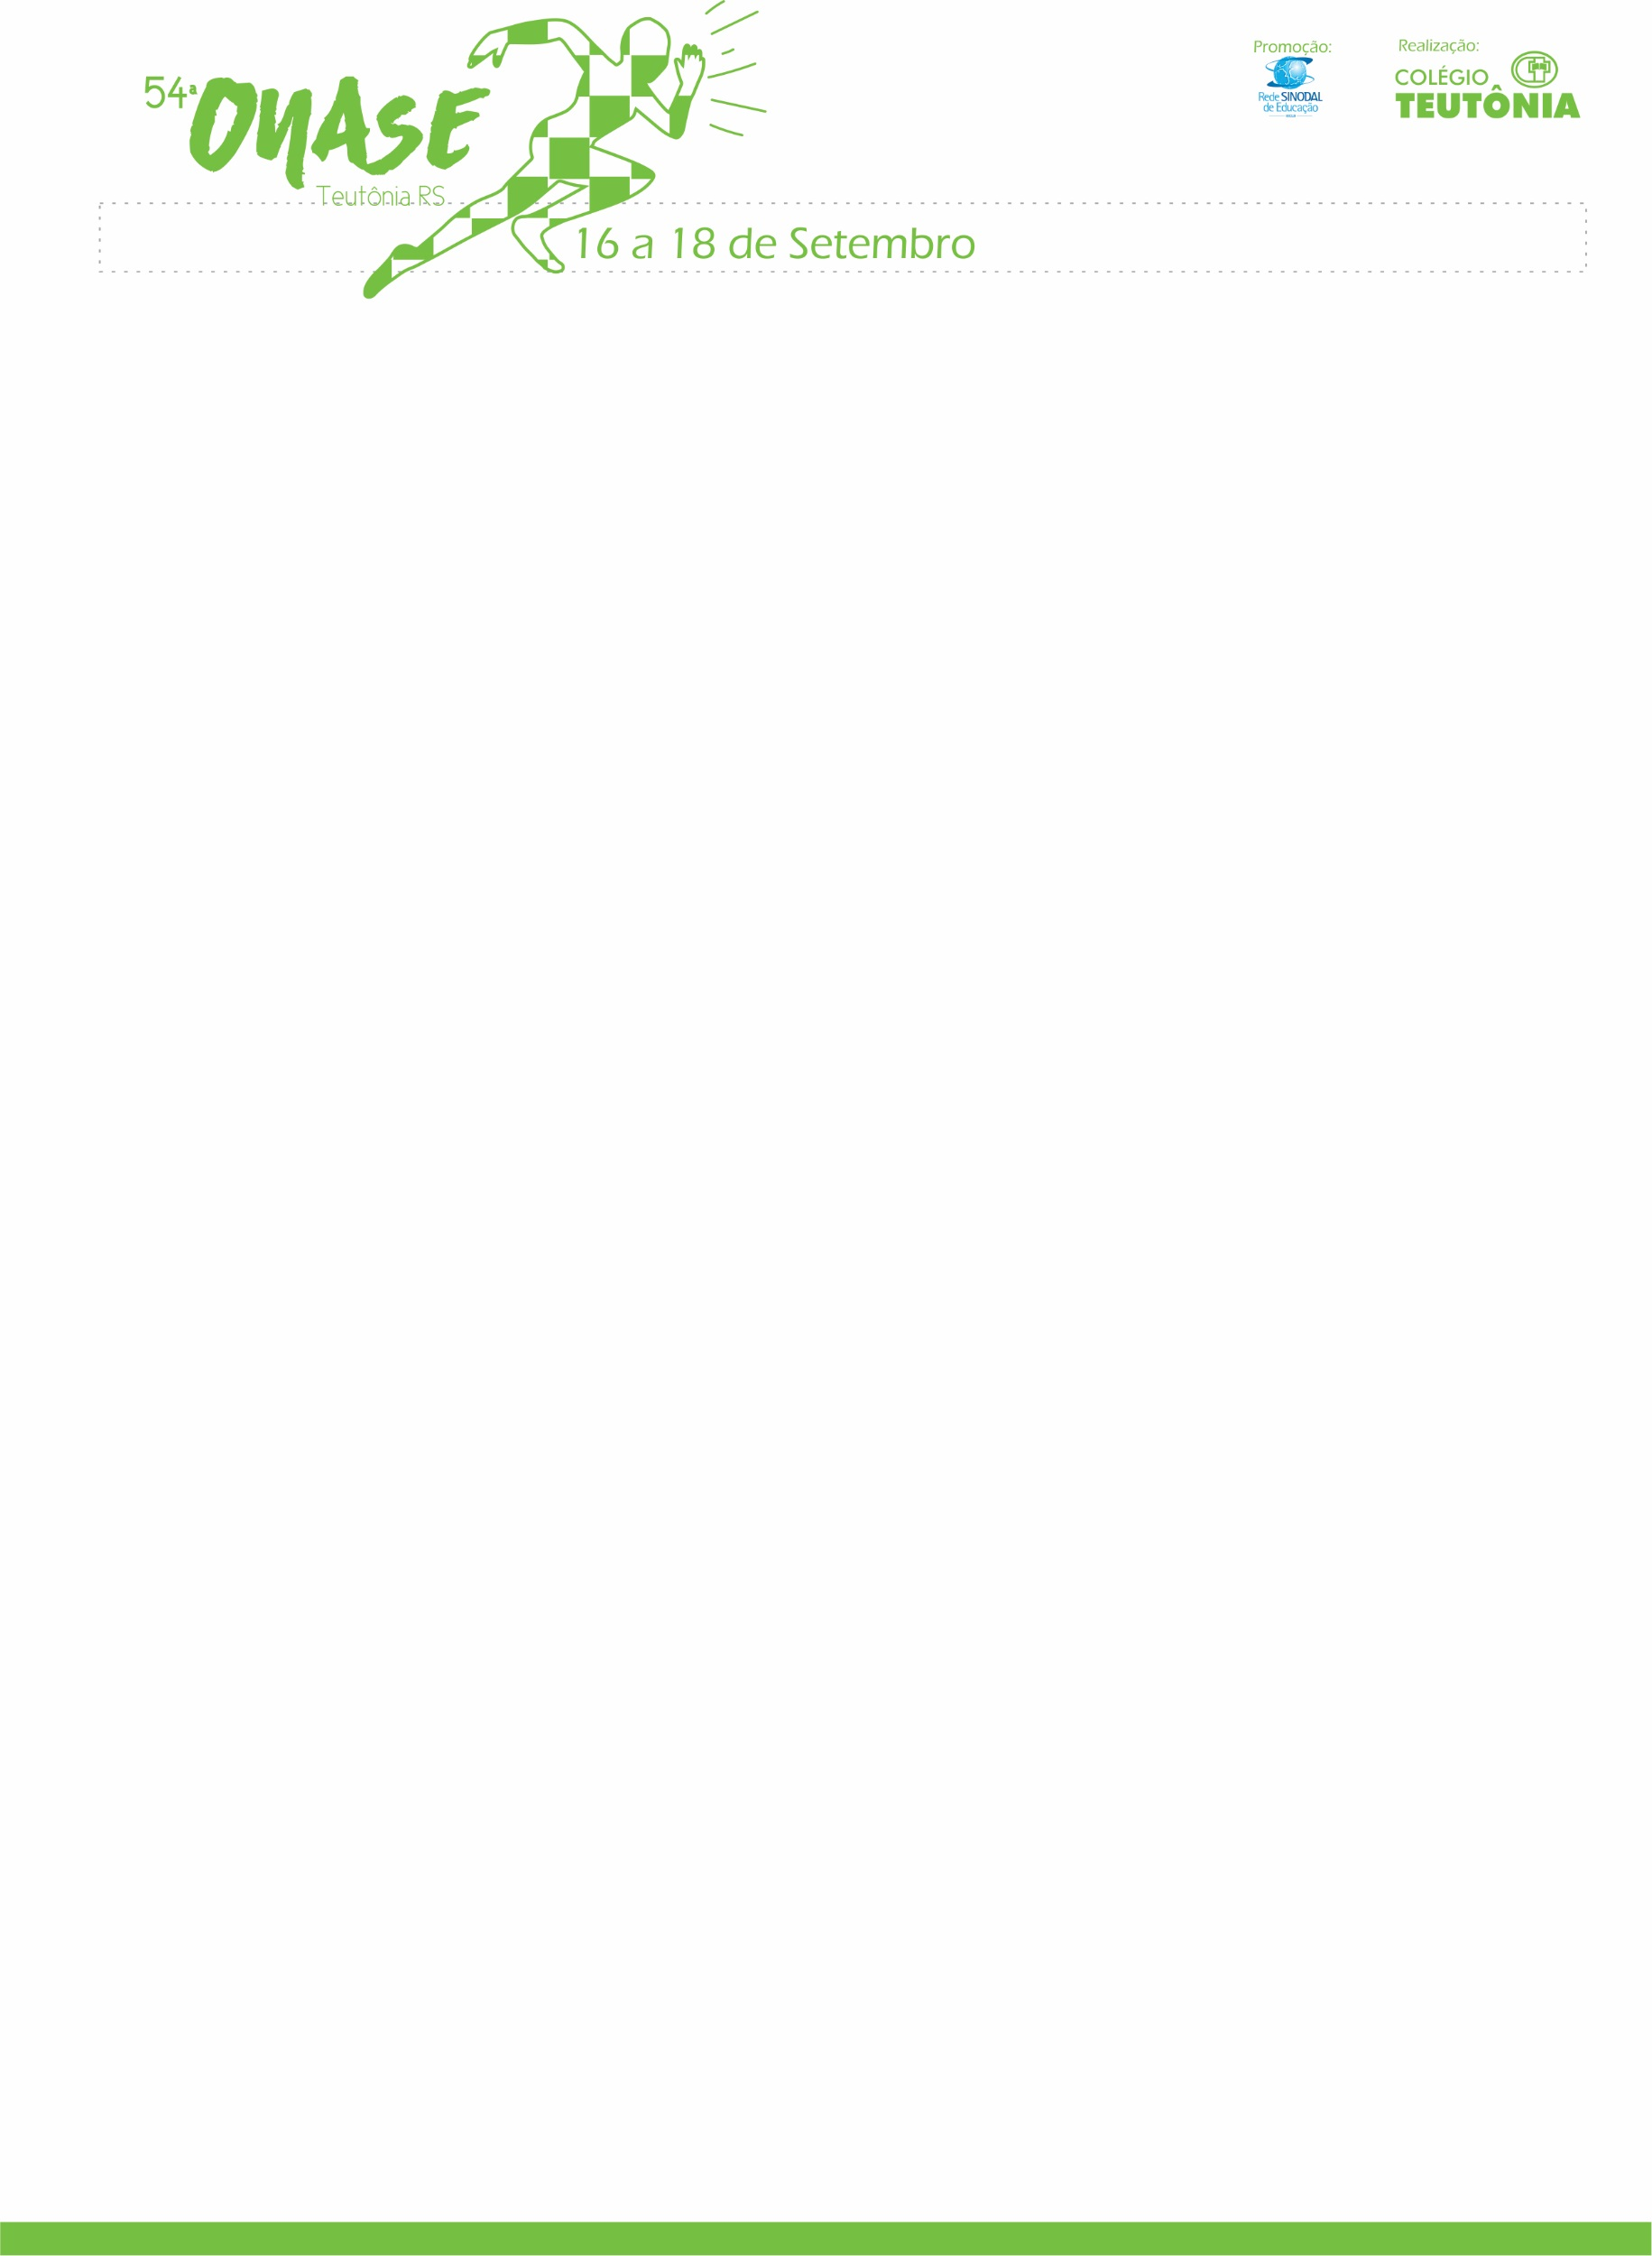 54ª ONASE
Teutônia RS
16 a 18 de Setembro
Promoção:
Rede SINODAL
de Educação
Realização:
COLÉGIO
TEUTÔNIA